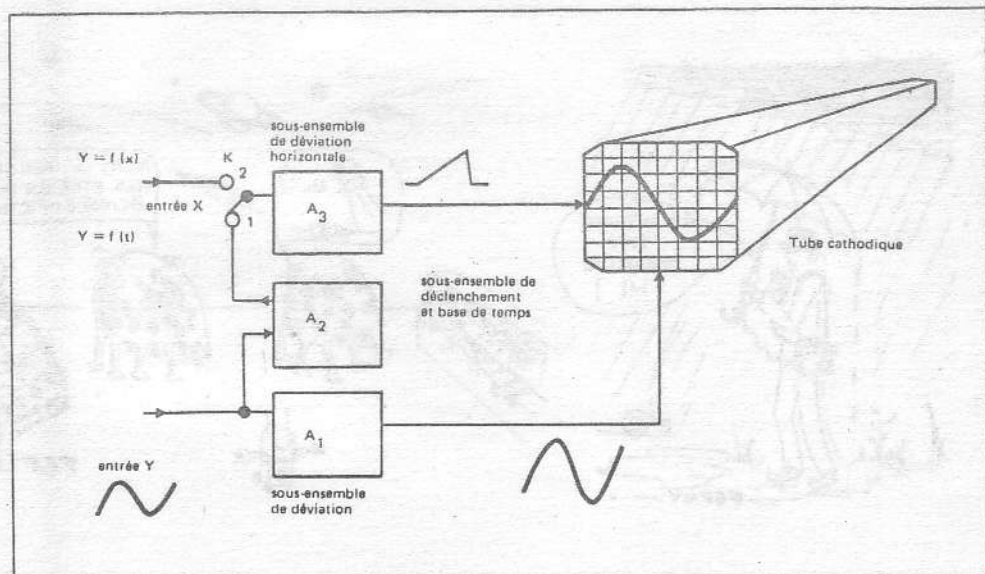 sous-ensemble
de déviation
horizontale
Y = f (x)
K
2
entrée X
1
Y = f (t)
A3
Tube cathodique
sous-ensemble de
déclenchement
et base de temps
A2
A1
entrée Y
sous-ensemble
de déviation